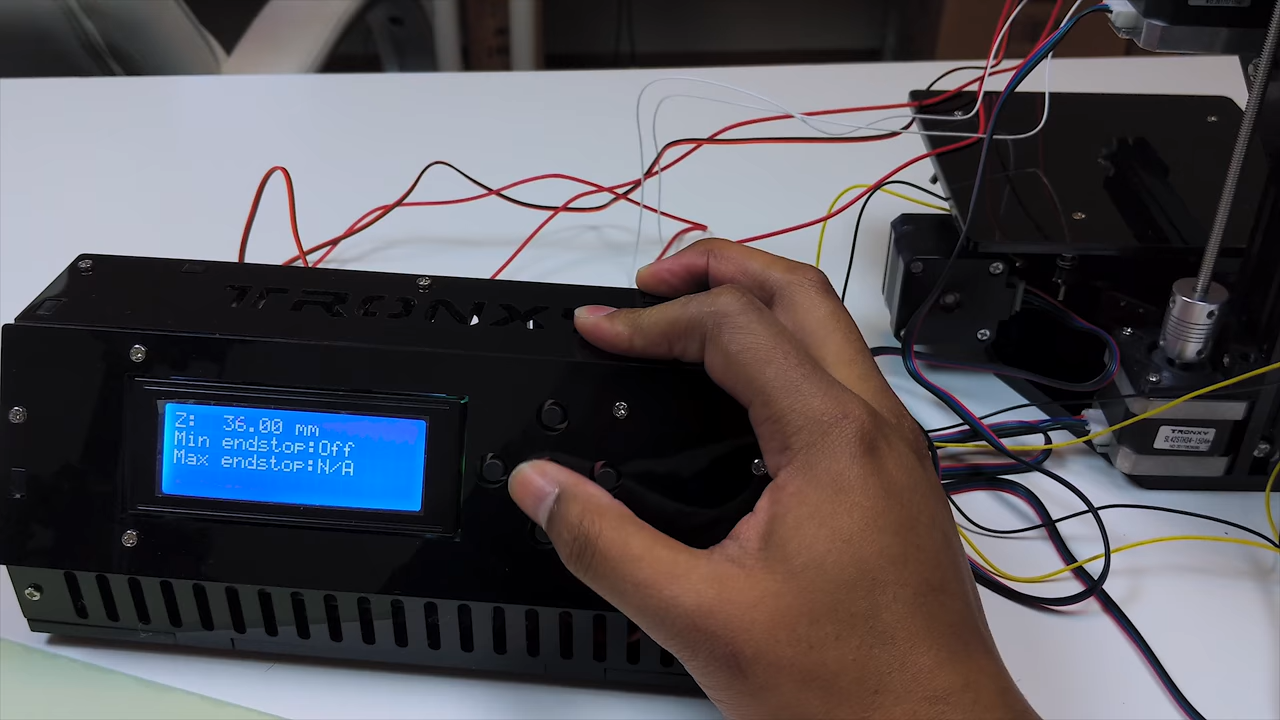 TRONXY
Z: 36.00 mm
Min endstop:Off
Max endstop:N/A
TRONXY